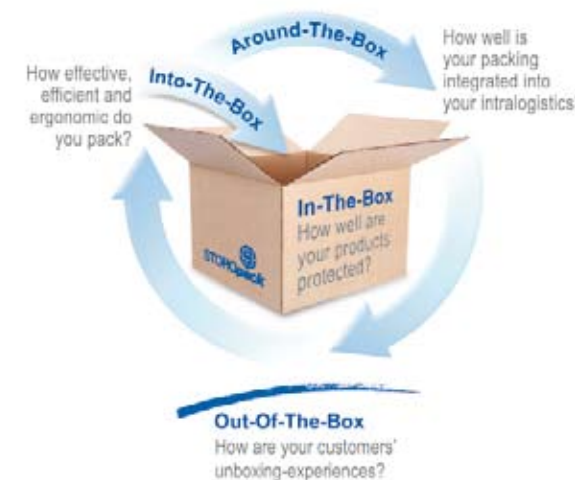 Around-The-Box
How well is
your packing
integrated into
your intralogistics
How effective,
efficient and
ergonomic do
you pack?
Into-The-Box
In-The-Box
How well are
your products
protected?
STOROpack
Out-Of-The-Box
How are your customers'
unboxing-experiences?